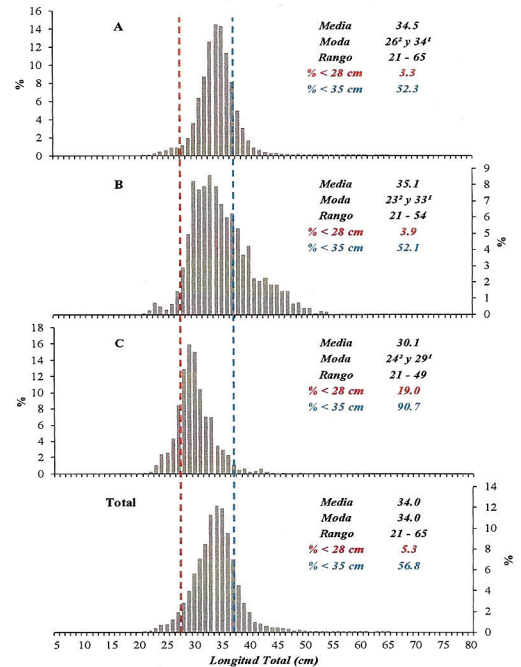 16
14
12
10
8
6
4
2
0
%
A
Media 34.5
Moda 26² y 34¹
Rango 21 - 65
% < 28 cm 3.3
% < 35 cm 52.3
9
8
7
6
5
4
3
2
1
0
%
B
Media 35.1
Moda 23² y 33¹
Rango 21 - 54
% < 28 cm 3.9
% < 35 cm 52.1
18
16
14
12
10
8
6
4
2
0
%
C
Media 30.1
Moda 24² y 29¹
Rango 21 - 49
% < 28 cm 19.0
% < 35 cm 90.7
14
12
10
8
6
4
2
0
%
Total
Media 34.0
Moda 34.0
Rango 21 - 65
% < 28 cm 5.3
% < 35 cm 56.8
5 10 15 20 25 30 35 40 45 50 55 60 65 70 75 80
Longitud Total (cm)